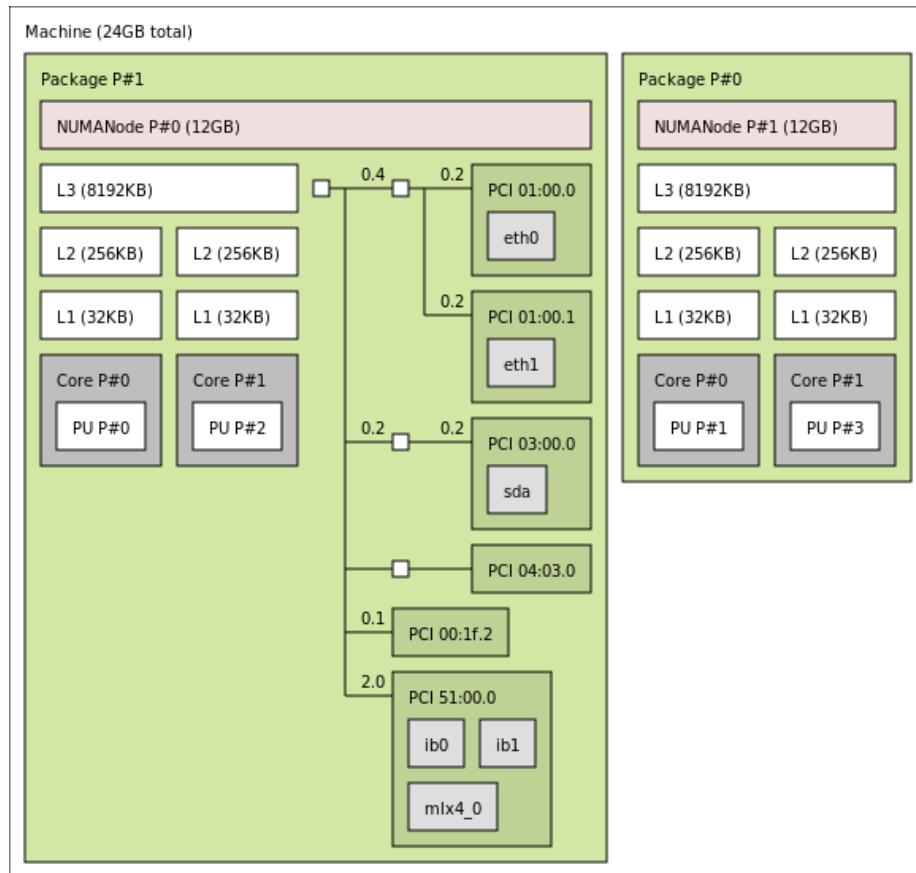 Machine (24GB total)
Package P#1
NUMANode P#0 (12GB)
L3 (8192KB)
L2 (256KB)
L2 (256KB)
L1 (32KB)
L1 (32KB)
Core P#0
PU P#0
Core P#1
PU P#2
0.4
0.2
PCI 01:00.0
eth0
0.2
PCI 01:00.1
eth1
0.2
0.2
PCI 03:00.0
sda
PCI 04:03.0
0.1
PCI 00:1f.2
2.0
PCI 51:00.0
ib0
ib1
mlx4_0
Package P#0
NUMANode P#1 (12GB)
L3 (8192KB)
L2 (256KB)
L2 (256KB)
L1 (32KB)
L1 (32KB)
Core P#0
PU P#1
Core P#1
PU P#3